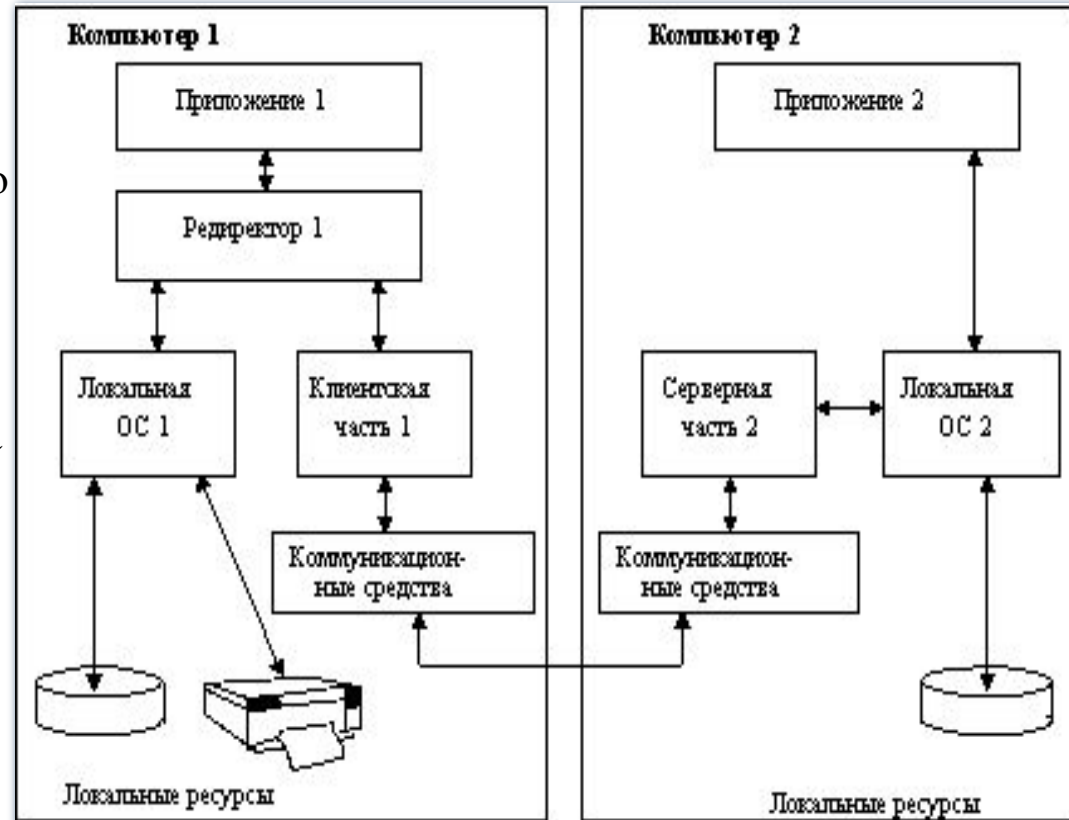 Компьютер 1
Приложение 1
Редиректор 1
Локальная
ОС 1
Клиентская
часть 1
Коммуникацион-
ные средства
Локальные ресурсы
Компьютер 2
Приложение 2
Серверная
часть 2
Локальная
ОС 2
Коммуникацион-
ные средства
Локальные ресурсы